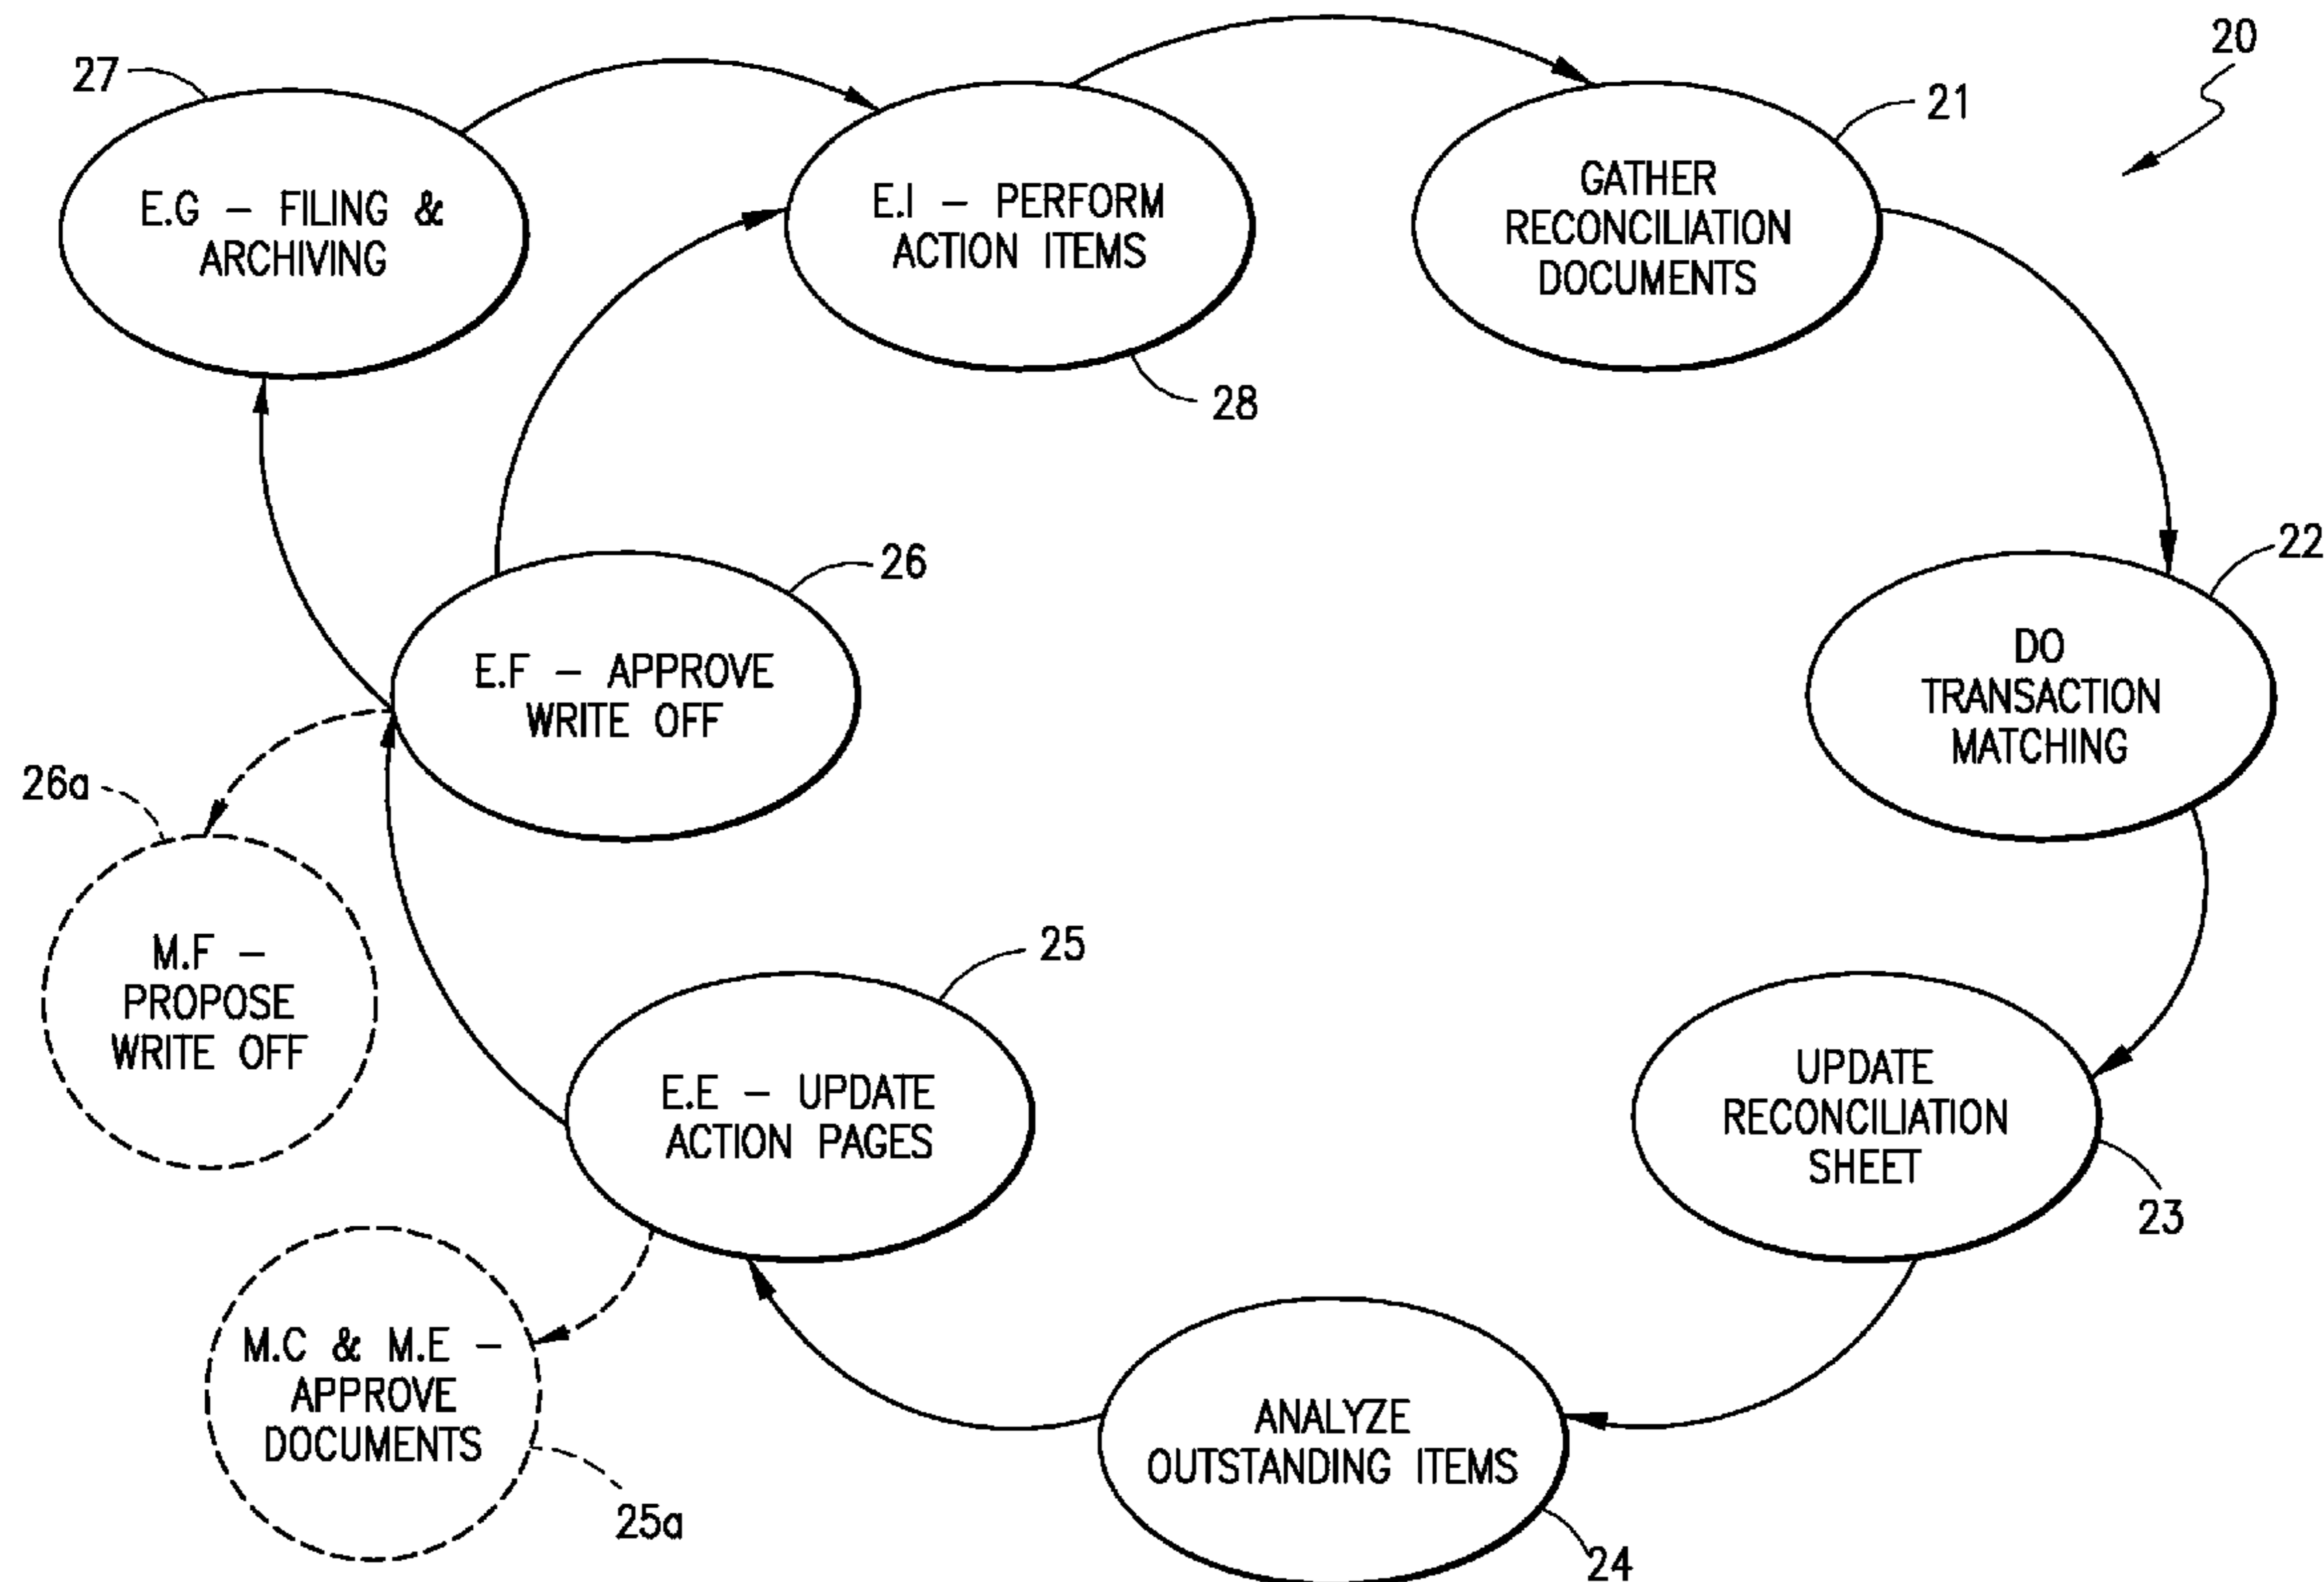 27
20
21
E.G – FILING &
ARCHIVING
E.I – PERFORM
ACTION ITEMS
GATHER
RECONCILIATION
DOCUMENTS
28
22
26
DO
TRANSACTION
MATCHING
E.F – APPROVE
WRITE OFF
26a
M.F –
PROPOSE
WRITE OFF
25
E.E – UPDATE
ACTION PAGES
UPDATE
RECONCILIATION
SHEET
23
M.C & M.E –
APPROVE
DOCUMENTS
25a
ANALYZE
OUTSTANDING ITEMS
24